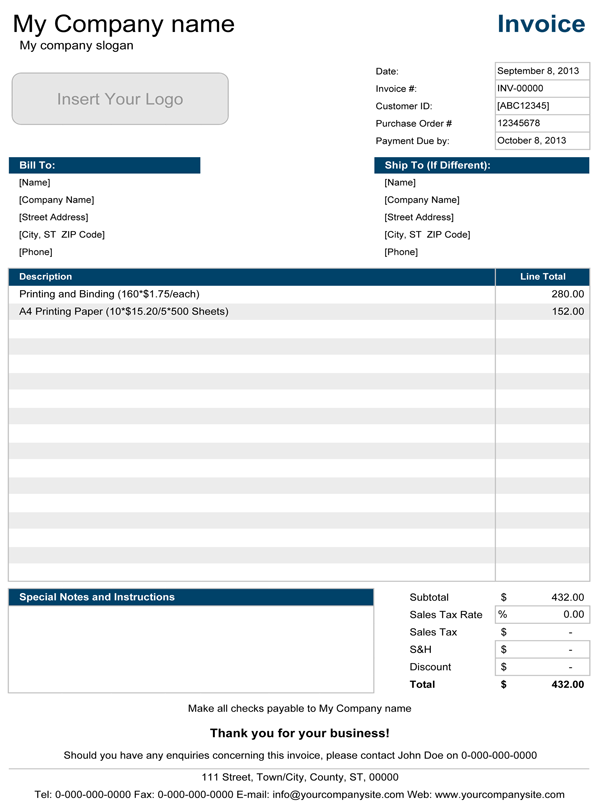 My Company name
Invoice
My company slogan
Insert Your Logo
Date: September 8, 2013
Invoice #: INV-00000
Customer ID: [ABC12345]
Purchase Order # 12345678
Payment Due by: October 8, 2013
Bill To:
[Name]
[Company Name]
[Street Address]
[City, ST  ZIP Code]
[Phone]
Ship To (If Different):
[Name]
[Company Name]
[Street Address]
[City, ST  ZIP Code]
[Phone]
Description Line Total
Printing and Binding (160*$1.75/each) 280.00
A4 Printing Paper (10*$15.20/5*500 Sheets) 152.00
Special Notes and Instructions
Subtotal $ 432.00
Sales Tax Rate % 0.00
Sales Tax $ -
S&H $ -
Discount $ -
Total $ 432.00
Make all checks payable to My Company name
Thank you for your business!
Should you have any enquiries concerning this invoice, please contact John Doe on 0-000-000-0000
111 Street, Town/City, County, ST, 00000
Tel: 0-000-000-0000 Fax: 0-000-000-0000 E-mail: info@yourcompanysite.com Web: www.yourcompanysite.com